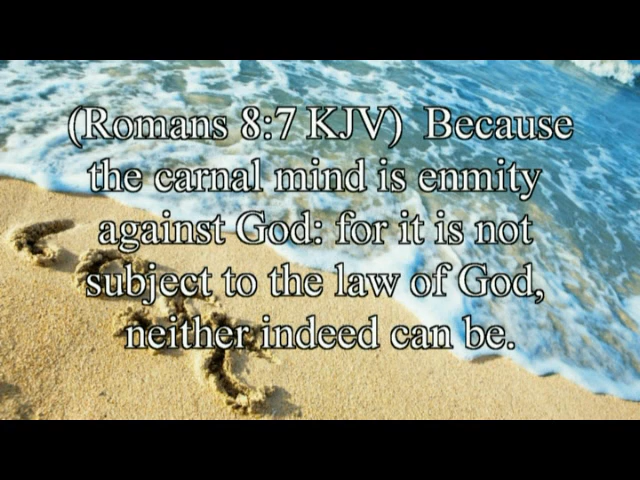 (Romans 8:7 KJV)  Because
the carnal mind is enmity
against God: for it is not
subject to the law of God,
neither indeed can be.